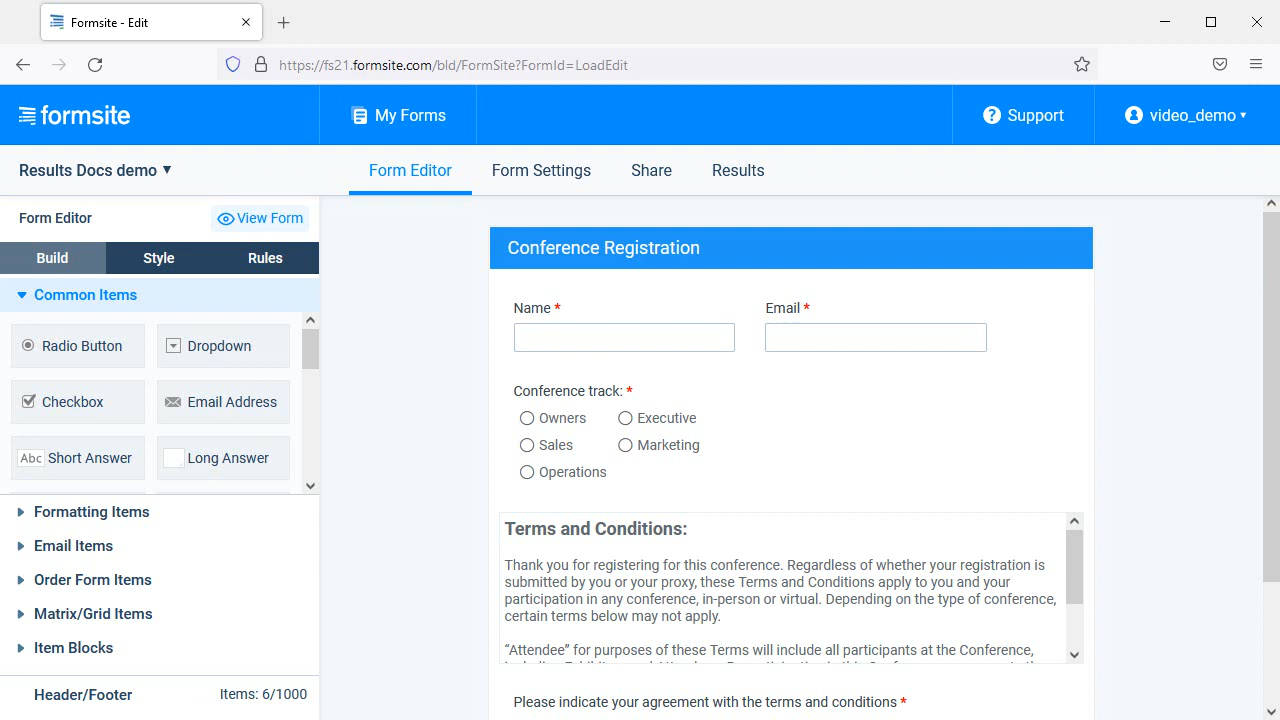 Formsite - Edit
https://fs21.formsite.com/bld/FormSite?FormId=LoadEdit
formsite
My Forms
Support
video_demo
Results Docs demo
Form Editor
Form Settings
Share
Results
Form Editor
View Form
Build
Style
Rules
Common Items
Radio Button
Dropdown
Checkbox
Email Address
Abc Short Answer
Long Answer
Formatting Items
Email Items
Order Form Items
Matrix/Grid Items
Item Blocks
Header/Footer
Items: 6/1000
Conference Registration
Name *
Email *
Conference track: *
Owners
Executive
Sales
Marketing
Operations
Terms and Conditions:
Thank you for registering for this conference. Regardless of whether your registration is
submitted by you or your proxy, these Terms and Conditions apply to you and your
participation in any conference, in-person or virtual. Depending on the type of conference,
certain terms below may not apply.
“Attendee” for purposes of these Terms will include all participants at the Conference,
Please indicate your agreement with the terms and conditions *